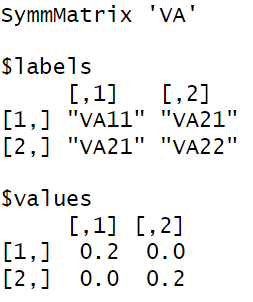 SymmMatrix 'VA'
$labels
[,1] [,2]
[1,] "VA11" "VA21"
[2,] "VA21" "VA22"
$values
[,1] [,2]
[1,] 0.2 0.0
[2,] 0.0 0.2